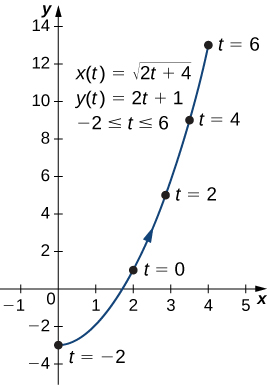 y
14
t = 6
12
x(t) = √2t + 4
10
y(t) = 2t + 1
−2 ≤ t ≤ 6
t = 4
8
6
t = 2
4
2
t = 0
−1 0 1 2 3 4 5 x
−2
t = −2
−4